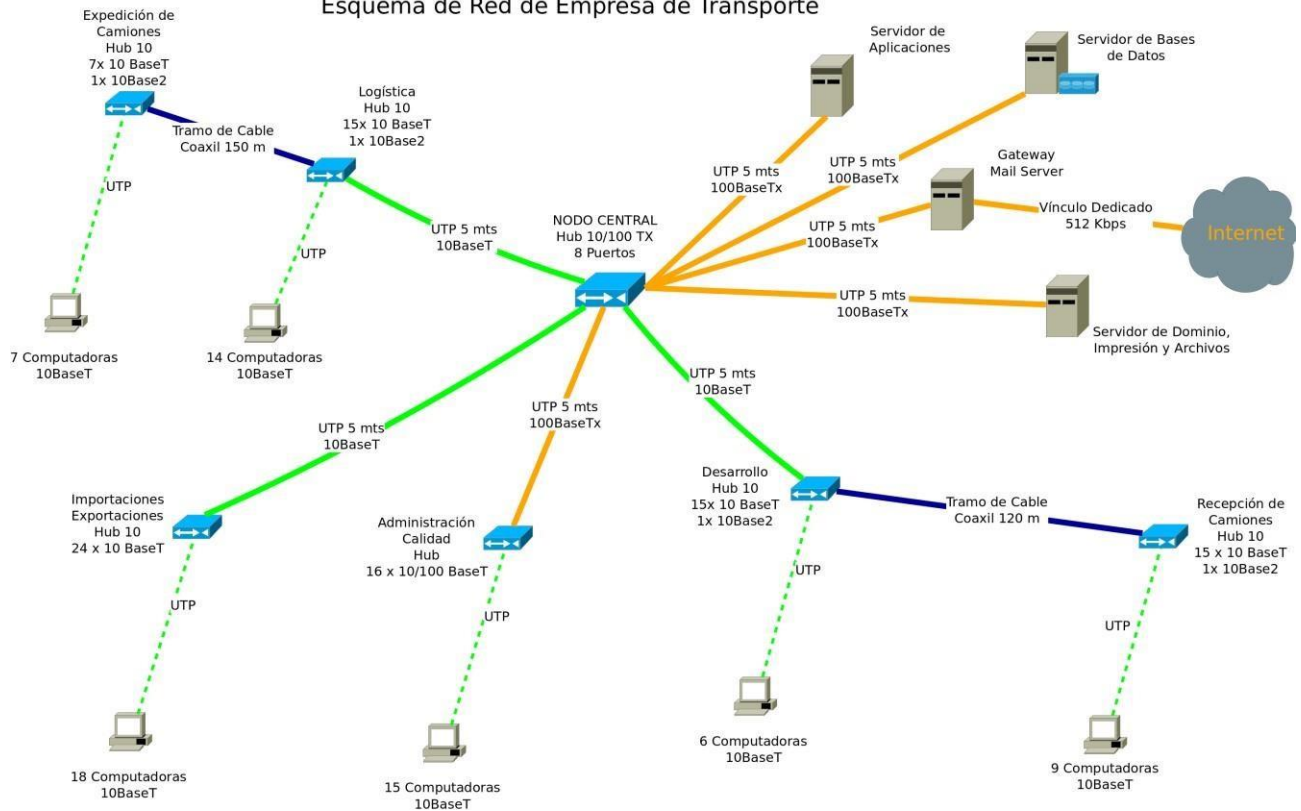 Esquema de Red de Empresa de Transporte
Expedición de
Camiones
Hub 10
7x 10 BaseT
1x 10Base2
Tramo de Cable
Coaxil 150 m
Logística
Hub 10
15x 10 BaseT
1x 10Base2
UTP
UTP
7 Computadoras
10BaseT
14 Computadoras
10BaseT
UTP 5 mts
10BaseT
NODO CENTRAL
Hub 10/100 TX
8 Puertos
Servidor de
Aplicaciones
Servidor de Bases
de Datos
UTP 5 mts
100BaseTx
UTP 5 mts
100BaseTx
Gateway
Mail Server
UTP 5 mts
100BaseTx
Vínculo Dedicado
512 Kbps
Internet
UTP 5 mts
100BaseTx
Servidor de Dominio,
Impresión y Archivos
UTP 5 mts
10BaseT
UTP 5 mts
100BaseTx
UTP 5 mts
10BaseT
Importaciones
Exportaciones
Hub 10
24 x 10 BaseT
UTP
18 Computadoras
10BaseT
Administración
Calidad
Hub
16 x 10/100 BaseT
UTP
15 Computadoras
10BaseT
Desarrollo
Hub 10
15x 10 BaseT
1x 10Base2
UTP
6 Computadoras
10BaseT
Tramo de Cable
Coaxil 120 m
Recepción de
Camiones
Hub 10
15 x 10 BaseT
1x 10Base2
UTP
9 Computadoras
10BaseT